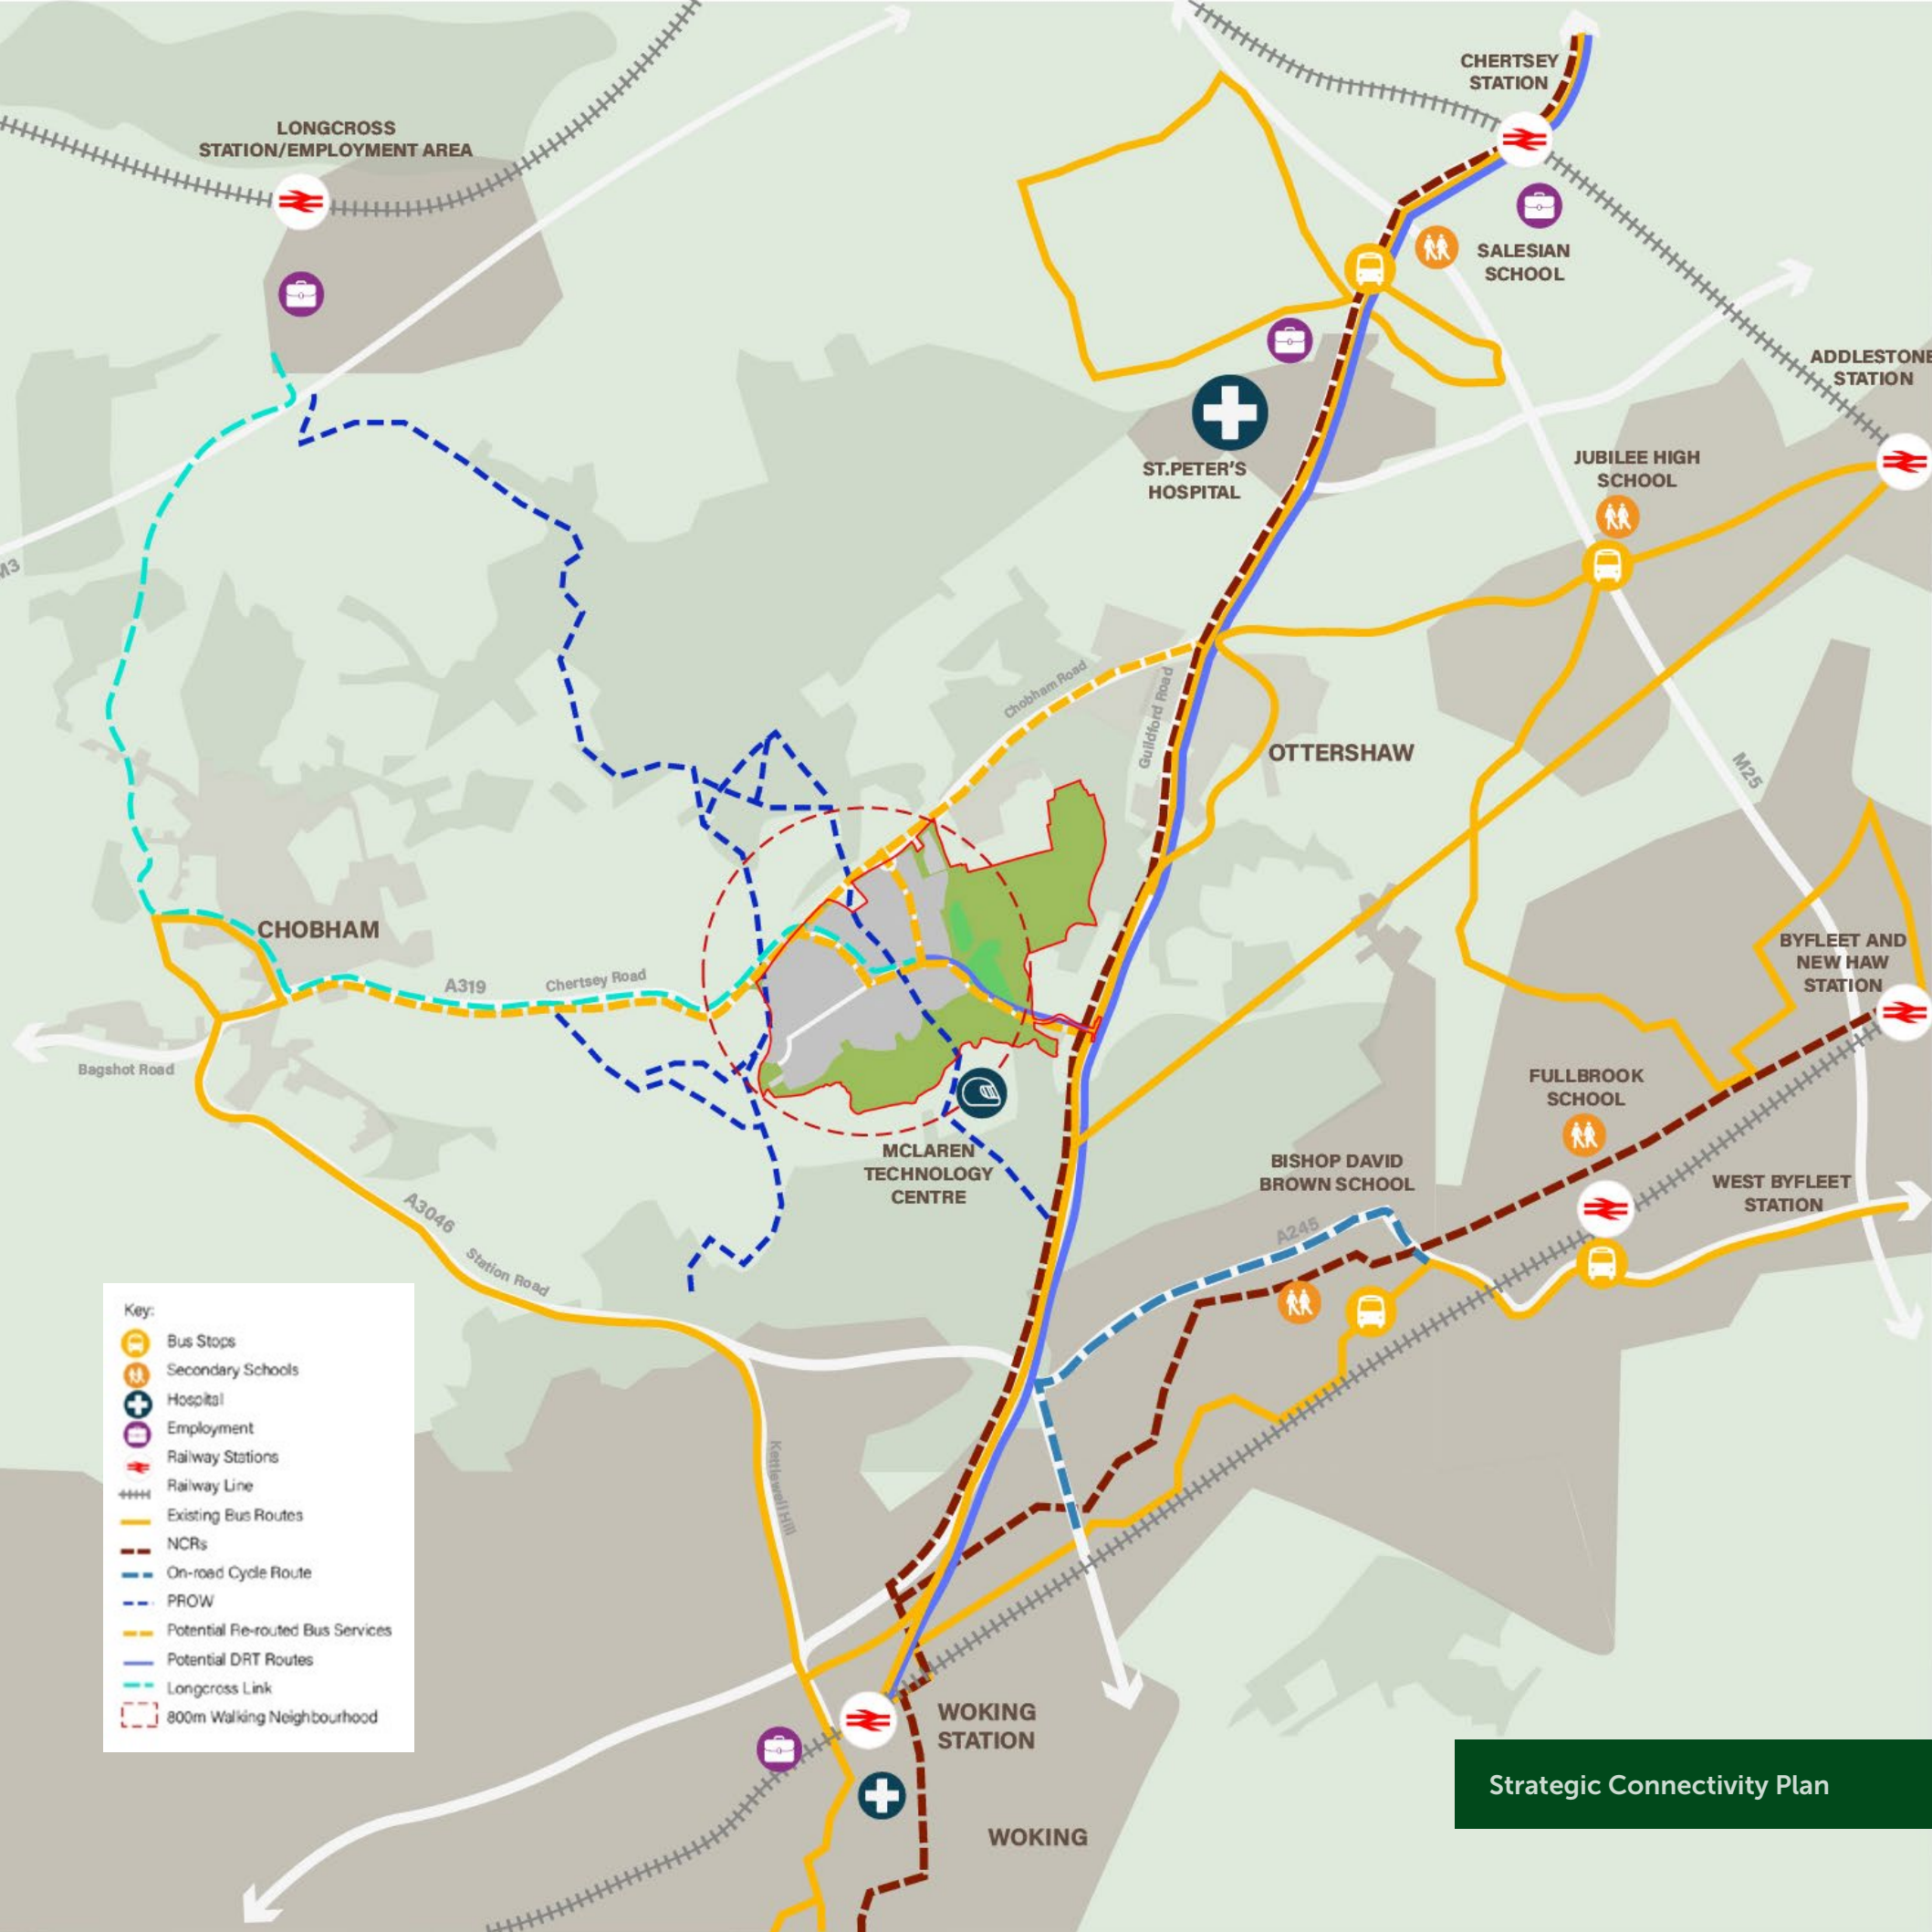 CHERTSEY
STATION
LONGCROSS
STATION/EMPLOYMENT AREA
SALESIAN
SCHOOL
ADDLESTONE
STATION
JUBILEE HIGH
SCHOOL
ST.PETER'S
HOSPITAL
M3
Chobham Road
Guildford Road
OTTERSHAW
M25
CHOBHAM
BYFLEET AND
NEW HAW
STATION
A319
Chertsey Road
Bagshot Road
FULLBROOK
SCHOOL
MCLAREN
TECHNOLOGY
CENTRE
BISHOP DAVID
BROWN SCHOOL
WEST BYFLEET
STATION
A3046
A245
Station Road
Key:
Bus Stops
Secondary Schools
Hospital
Employment
Railway Stations
Railway Line
Existing Bus Routes
NCRs
On-road Cycle Route
PROW
Potential Re-routed Bus Services
Potential DRT Routes
Longcross Link
800m Walking Neighbourhood
Kettlewell Hill
WOKING
STATION
WOKING
Strategic Connectivity Plan